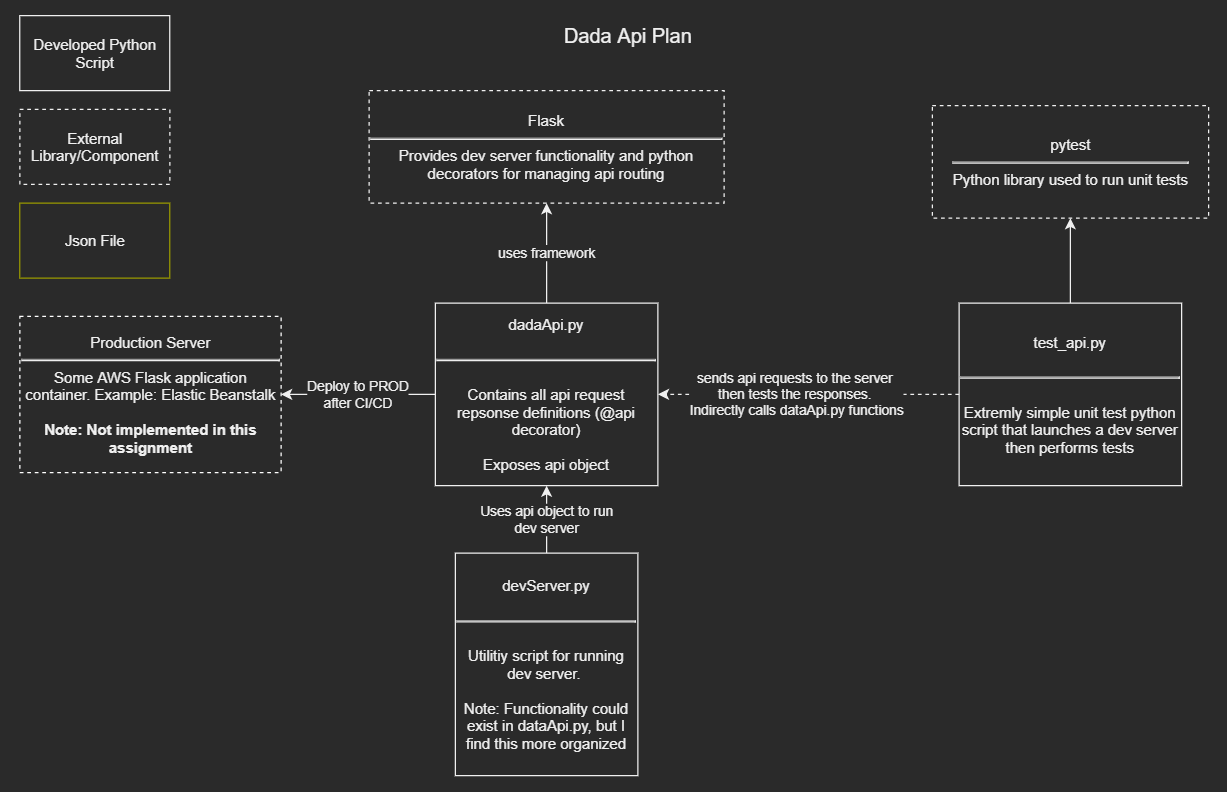 Dada Api Plan
Developed Python
Script
External
Library/Component
Json File
Flask
Provides dev server functionality and python
decorators for managing api routing
pytest
Python library used to run unit tests
uses framework
Production Server
Some AWS Flask application
container. Example: Elastic Beanstalk
Note: Not implemented in this
assignment
Deploy to PROD
after CI/CD
dadaApi.py
Contains all api request
repsonse definitions (@api
decorator)
Exposes api object
sends api requests to the server
then tests the responses.
Indirectly calls dataApi.py functions
test_api.py
Extremly simple unit test python
script that launches a dev server
then performs tests
Uses api object to run
dev server
devServer.py
Utilitiy script for running
dev server.
Note: Functionality could
exist in dataApi.py, but I
find this more organized